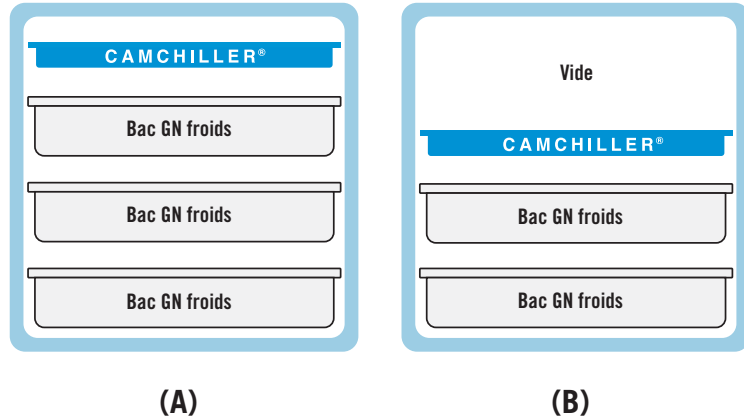 CAMCHILLER®
Bac GN froids
Bac GN froids
Bac GN froids
(A)
Vide
CAMCHILLER®
Bac GN froids
Bac GN froids
(B)